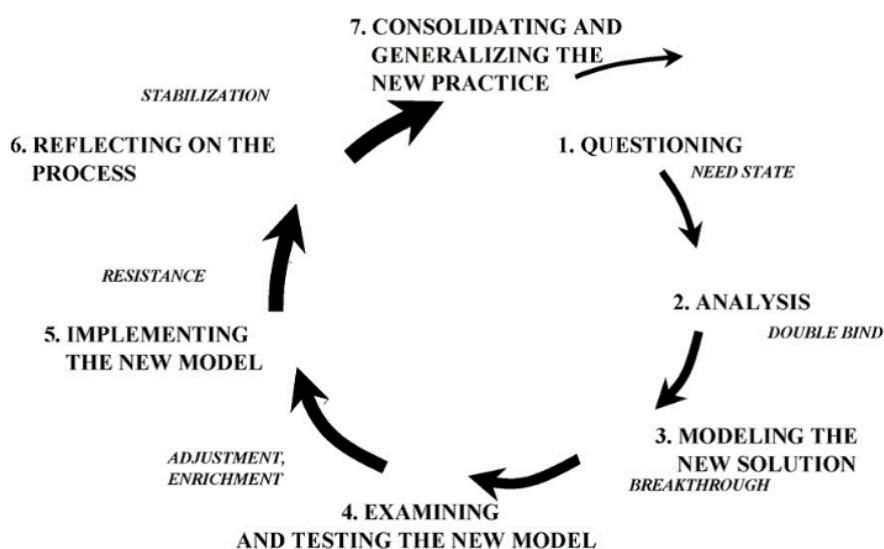 7. CONSOLIDATING AND
GENERALIZING THE
NEW PRACTICE
1. QUESTIONING
NEED STATE
2. ANALYSIS
DOUBLE BIND
3. MODELING THE
NEW SOLUTION
BREAKTHROUGH
4. EXAMINING
AND TESTING THE NEW MODEL
ADJUSTMENT,
ENRICHMENT
5. IMPLEMENTING
THE NEW MODEL
RESISTANCE
6. REFLECTING ON THE
PROCESS
STABILIZATION